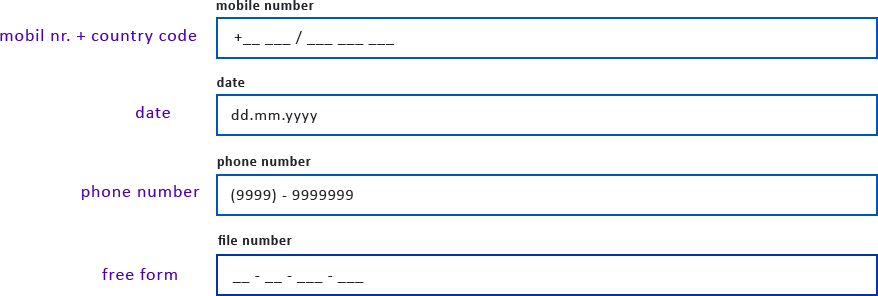 mobile number
mobil nr. + country code
+__ ___ / ___ ___ ___
date
date
dd.mm.yyyy
phone number
phone number
(9999) - 9999999
file number
free form
__ - __ - ___ - ___